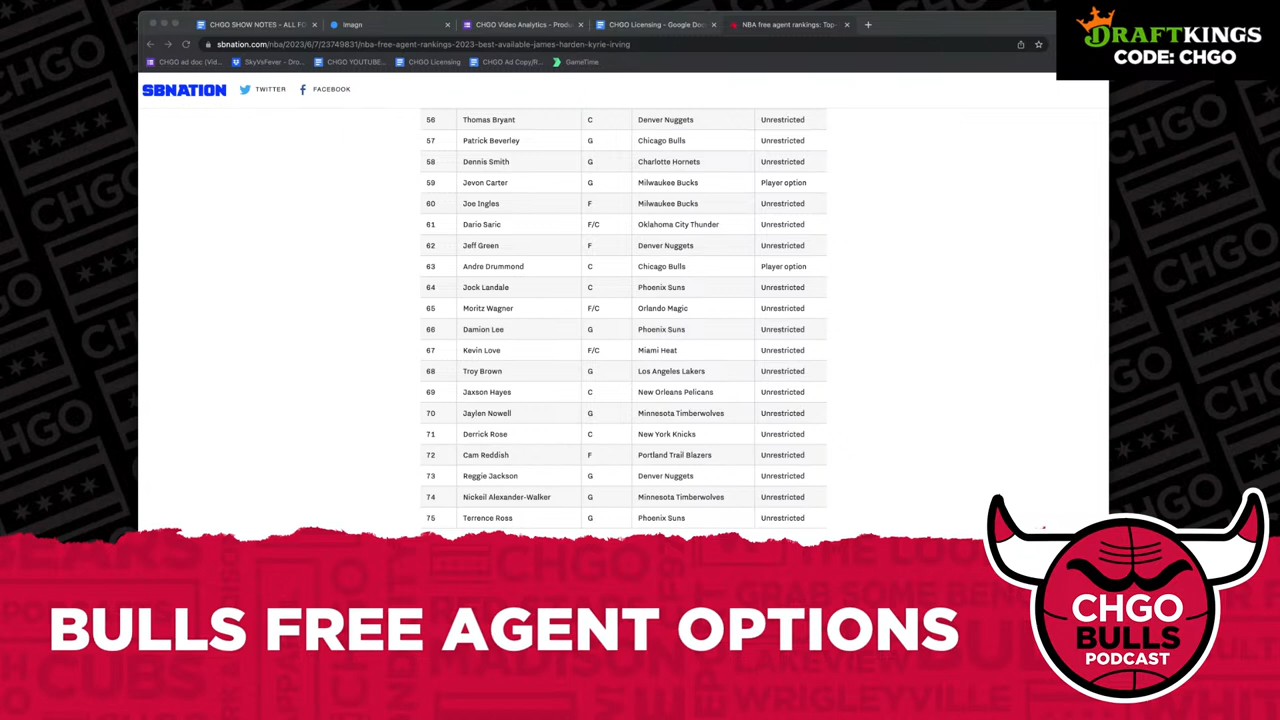 CHGO SHOW NOTES - ALL FO
Imagn
CHGO Video Analytics - Produ
CHGO Licensing - Google Doc
NBA free agent rankings: Top-
sbnation.com/nba/2023/6/7/23749831/nba-free-agent-rankings-2023-best-available-james-harden-kyrie-irving
CHGO ad doc (Vid...
SkyVsFever - Dro...
CHGO YOUTUBE...
CHGO Licensing
CHGO Ad Copy/R...
GameTime
DRAFTKINGS
CODE: CHGO
SBNATION TWITTER FACEBOOK
56 Thomas Bryant C Denver Nuggets Unrestricted
57 Patrick Beverley G Chicago Bulls Unrestricted
58 Dennis Smith G Charlotte Hornets Unrestricted
59 Jevon Carter G Milwaukee Bucks Player option
60 Joe Ingles F Milwaukee Bucks Unrestricted
61 Dario Saric F/C Oklahoma City Thunder Unrestricted
62 Jeff Green F Denver Nuggets Unrestricted
63 Andre Drummond C Chicago Bulls Player option
64 Jock Landale C Phoenix Suns Unrestricted
65 Moritz Wagner F/C Orlando Magic Unrestricted
66 Damion Lee G Phoenix Suns Unrestricted
67 Kevin Love F/C Miami Heat Unrestricted
68 Troy Brown G Los Angeles Lakers Unrestricted
69 Jaxson Hayes C New Orleans Pelicans Unrestricted
70 Jaylen Nowell G Minnesota Timberwolves Unrestricted
71 Derrick Rose C New York Knicks Unrestricted
72 Cam Reddish F Portland Trail Blazers Unrestricted
73 Reggie Jackson G Denver Nuggets Unrestricted
74 Nickeil Alexander-Walker G Minnesota Timberwolves Unrestricted
75 Terrence Ross G Phoenix Suns Unrestricted
BULLS FREE AGENT OPTIONS
CHGO
BULLS
PODCAST